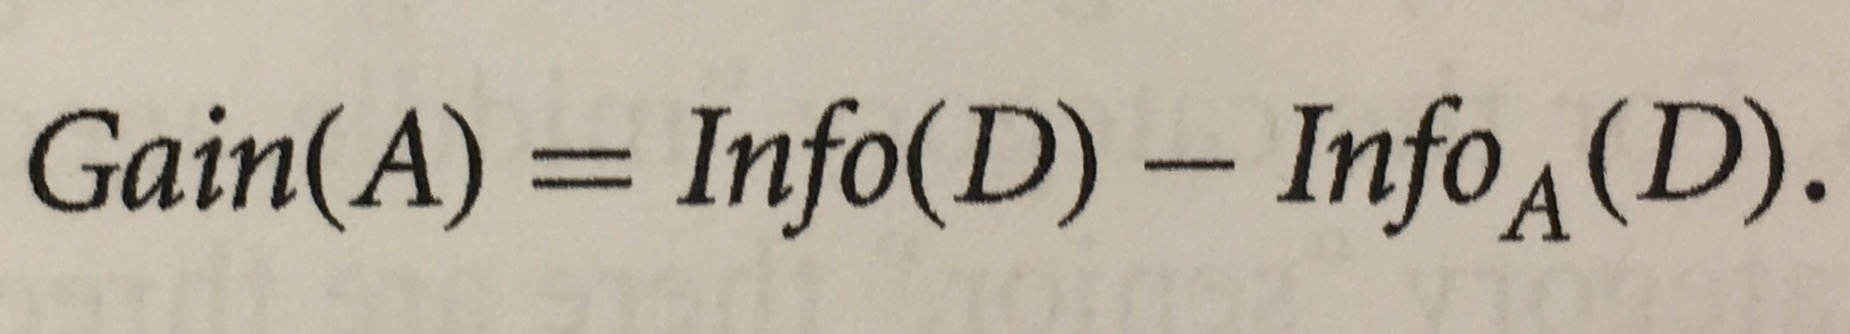 Gain(A) = Info(D) − Info_A(D).